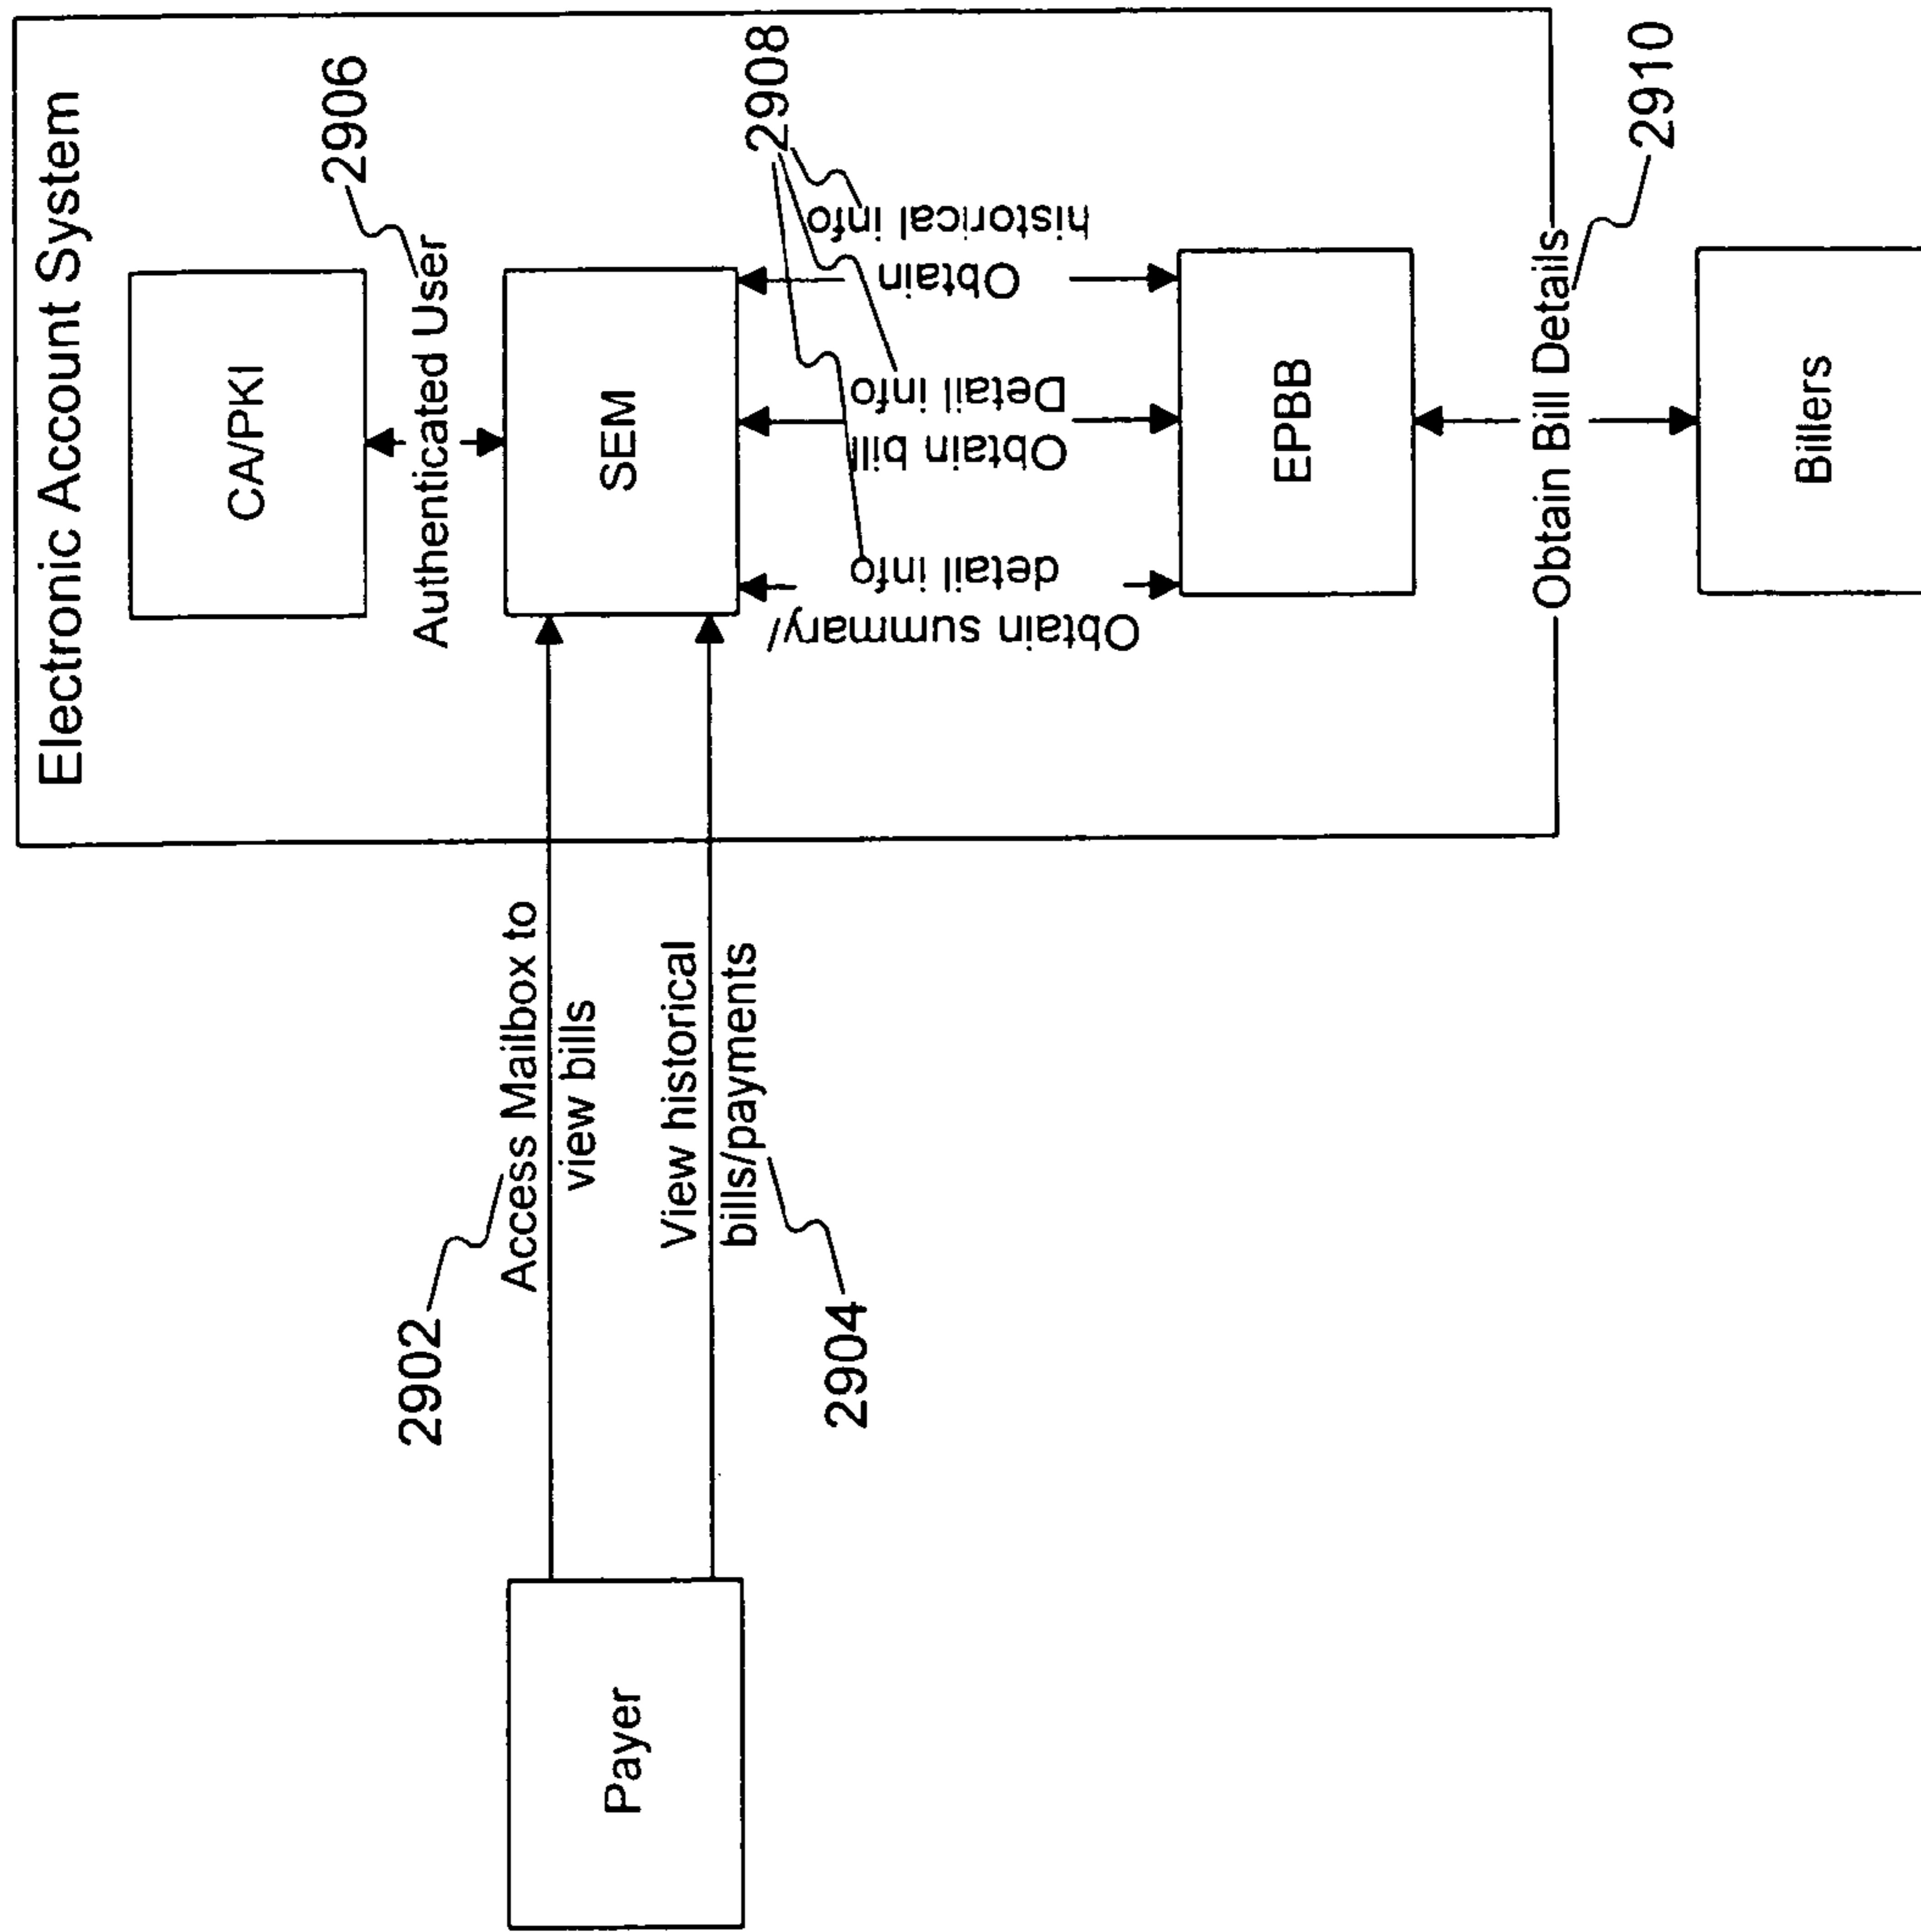 Electronic Account System
CA/PKI
2906
Authenticated User
SEM
2902
Access Mailbox to
view bills
View historical
bills/payments
2904
Payer
2908
Obtain summary/
detail info
Obtain bill
Detail info
Obtain
historical info
EPBB
Obtain Bill Details
2910
Billers